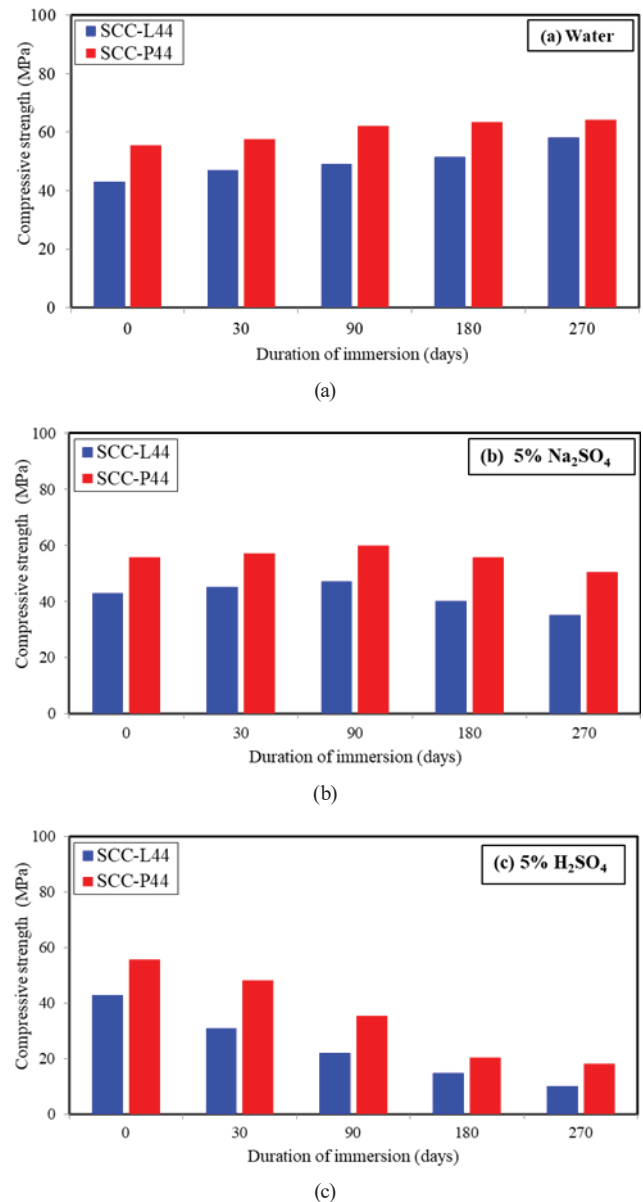 SCC-L44
SCC-P44
(a) Water
Compressive strength (MPa)
100
80
60
40
20
0
0 30 90 180 270
Duration of immersion (days)
(a)
SCC-L44
SCC-P44
(b) 5% Na₂SO₄
Compressive strength (MPa)
100
80
60
40
20
0
0 30 90 180 270
Duration of immersion (days)
(b)
SCC-L44
SCC-P44
(c) 5% H₂SO₄
Compressive strength (MPa)
100
80
60
40
20
0
0 30 90 180 270
Duration of immersion (days)
(c)